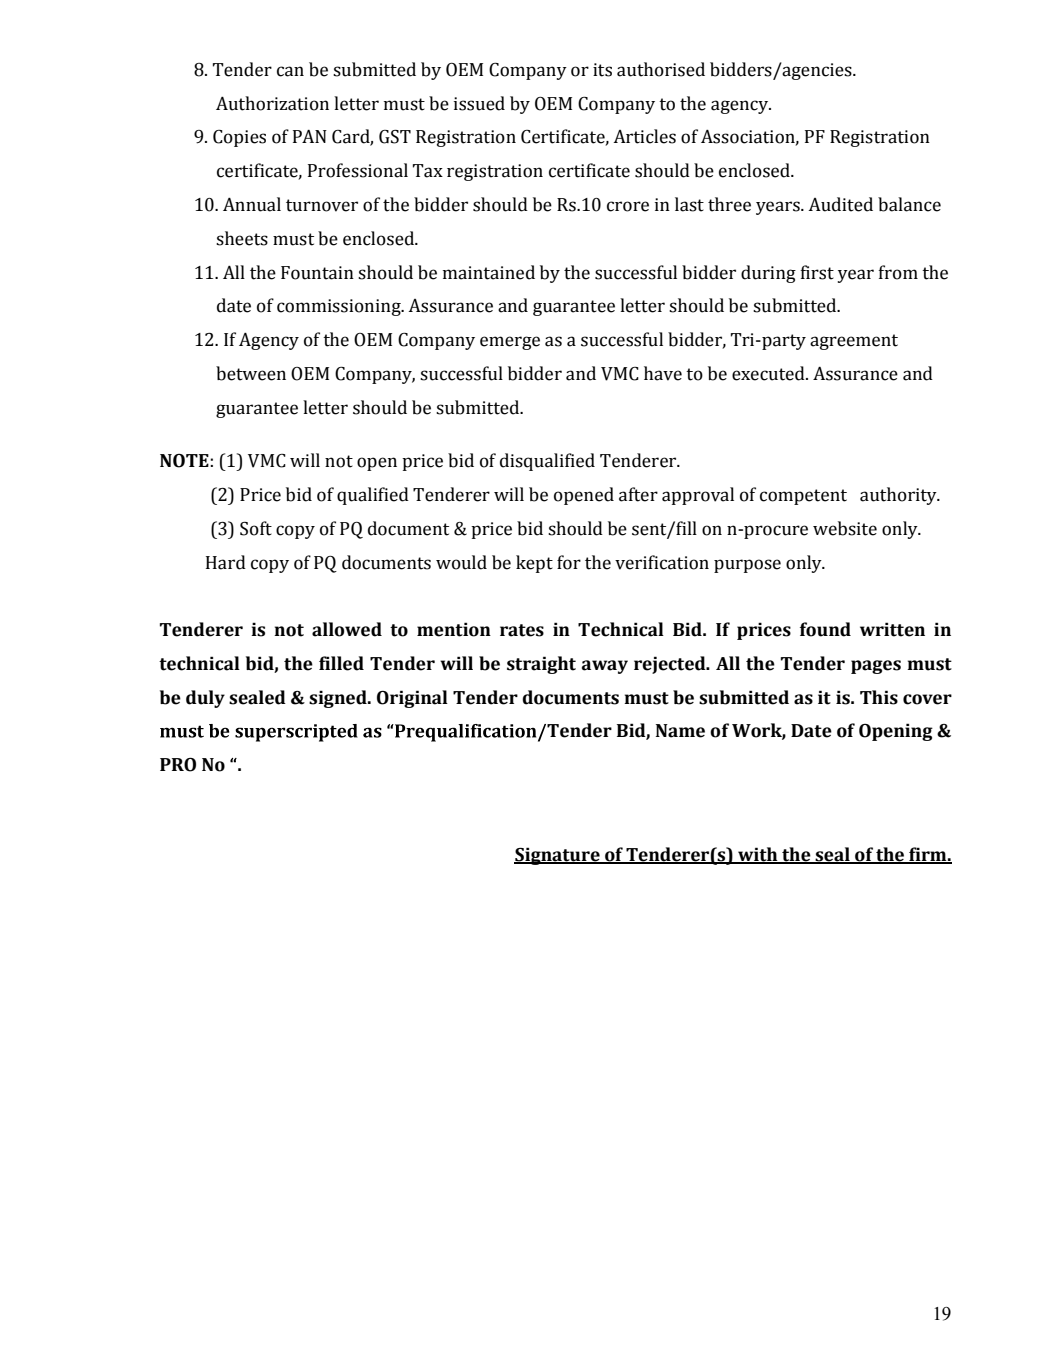 8. Tender can be submitted by OEM Company or its authorised bidders/agencies.
Authorization letter must be issued by OEM Company to the agency.
9. Copies of PAN Card, GST Registration Certificate, Articles of Association, PF Registration
certificate, Professional Tax registration certificate should be enclosed.
10. Annual turnover of the bidder should be Rs.10 crore in last three years. Audited balance
sheets must be enclosed.
11. All the Fountain should be maintained by the successful bidder during first year from the
date of commissioning. Assurance and guarantee letter should be submitted.
12. If Agency of the OEM Company emerge as a successful bidder, Tri-party agreement
between OEM Company, successful bidder and VMC have to be executed. Assurance and
guarantee letter should be submitted.
NOTE: (1) VMC will not open price bid of disqualified Tenderer.
(2) Price bid of qualified Tenderer will be opened after approval of competent authority.
(3) Soft copy of PQ document & price bid should be sent/fill on n-procure website only.
Hard copy of PQ documents would be kept for the verification purpose only.
Tenderer is not allowed to mention rates in Technical Bid. If prices found written in
technical bid, the filled Tender will be straight away rejected. All the Tender pages must
be duly sealed & signed. Original Tender documents must be submitted as it is. This cover
must be superscripted as “Prequalification/Tender Bid, Name of Work, Date of Opening &
PRO No “.
Signature of Tenderer(s) with the seal of the firm.
19